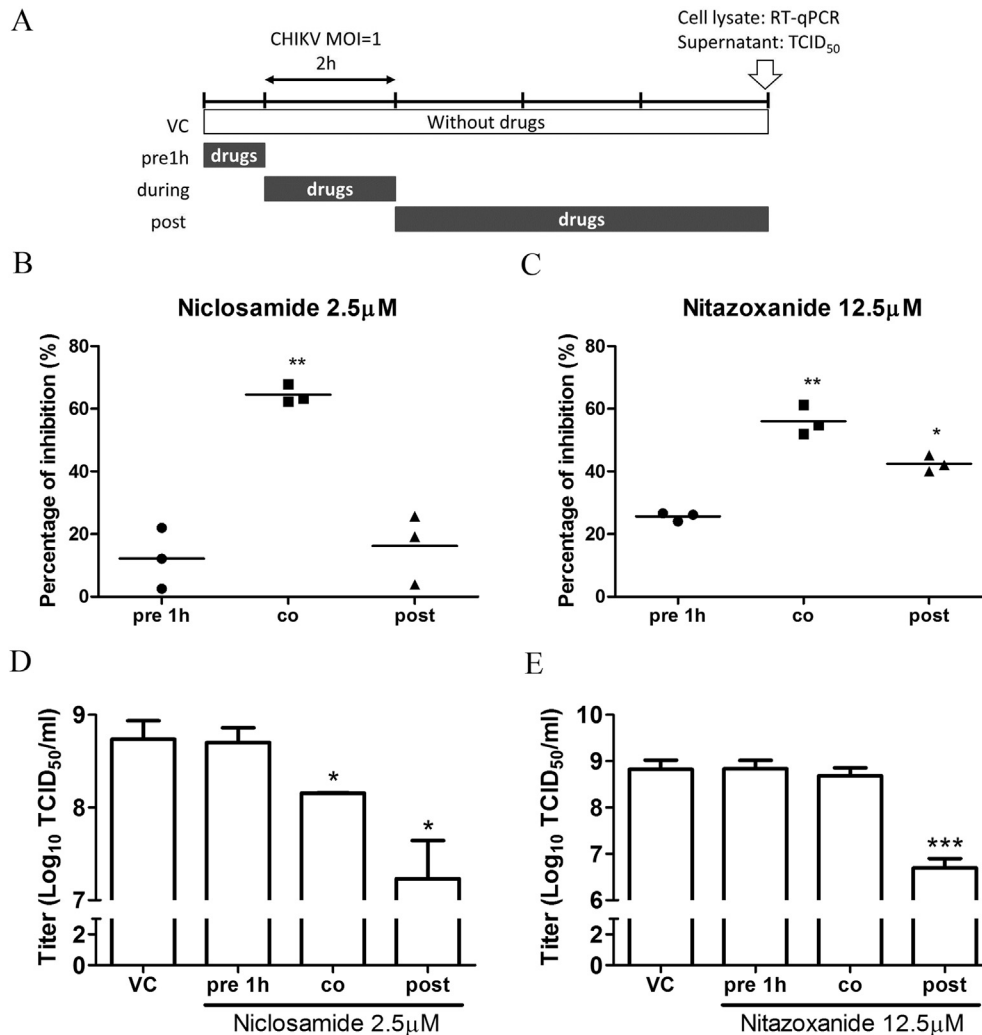 A
Cell lysate: RT-qPCR
Supernatant: TCID50
CHIKV MOI=1
2h
VC
Without drugs
pre1h
drugs
during
drugs
post
drugs
B
Niclosamide 2.5μM
Percentage of inhibition (%)
80
60
40
20
0
**
pre 1h co post
C
Nitazoxanide 12.5μM
Percentage of inhibition (%)
80
60
40
20
0
**
*
pre 1h co post
D
Titer (Log10 TCID50/ml)
9
8
7
2
0
*
*
VC pre 1h co post
Niclosamide 2.5μM
E
Titer (Log10 TCID50/ml)
10
9
8
7
6
2
0
***
VC pre 1h co post
Nitazoxanide 12.5μM